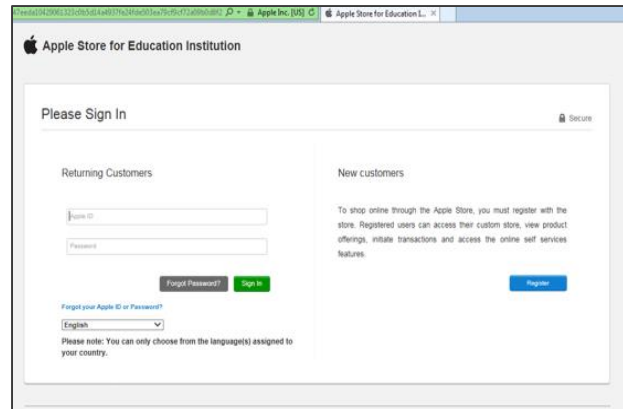 Apple Inc. [US]
Apple Store for Education I...
Apple Store for Education Institution
Please Sign In
Secure
Returning Customers
Apple ID
Password
Forgot Password?
Sign In
Forgot your Apple ID or Password?
English
Please note: You can only choose from the language(s) assigned to
your country.
New customers
To shop online through the Apple Store, you must register with the
store. Registered users can access their custom store, view product
offerings, initiate transactions and access the online self services
features.
Register